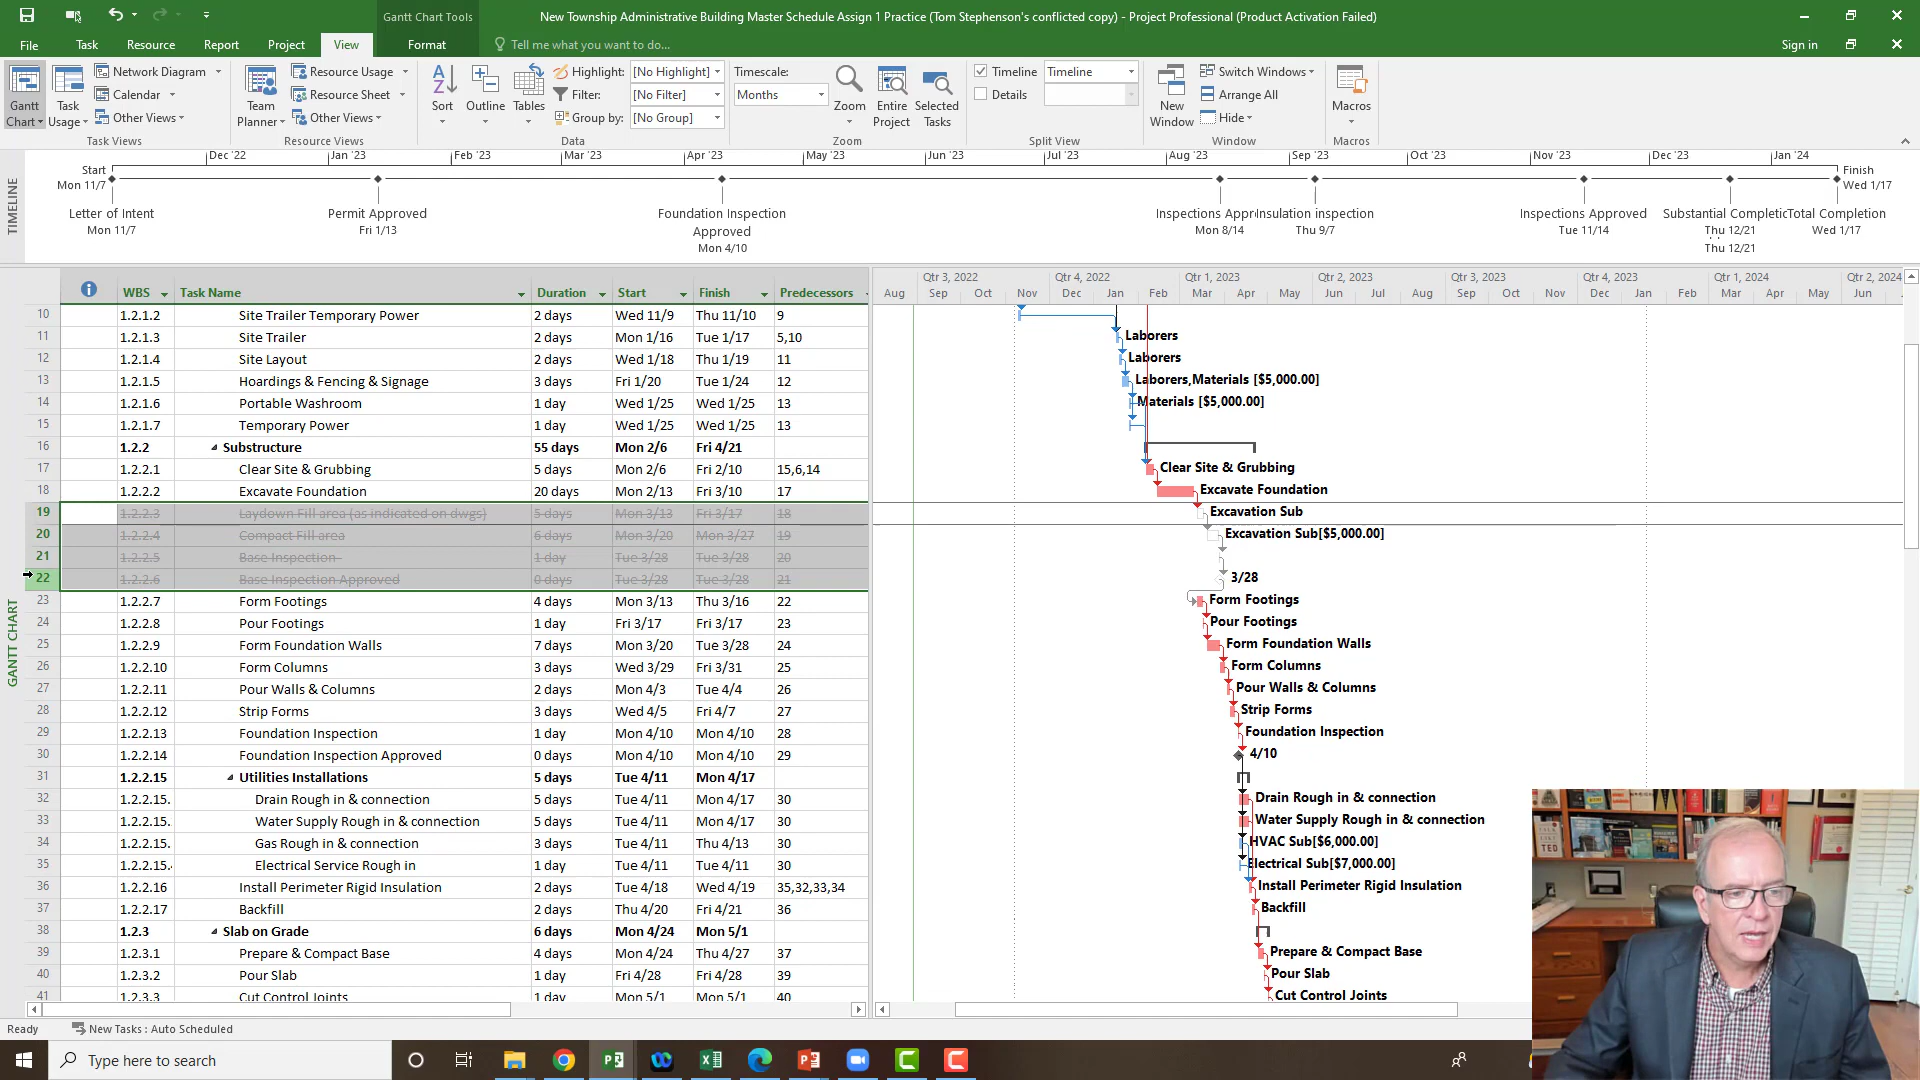 Gantt Chart Tools
New Township Administrative Building Master Schedule Assign 1 Practice (Tom Stephenson's conflicted copy) - Project Professional (Product Activation Failed)
File Task Resource Report Project View Format Tell me what you want to do... Sign in
Gantt Chart
Task Usage
Network Diagram
Calendar
Other Views
Task Views
Team Planner
Resource Usage
Resource Sheet
Other Views
Resource Views
Sort
Outline
Tables
Highlight: [No Highlight]
Filter: [No Filter]
Group by: [No Group]
Data
Timescale:
Months
Zoom
Entire Project
Selected Tasks
Zoom
Timeline Timeline
Details
Split View
New Window
Switch Windows
Arrange All
Hide
Window
Macros
Macros
TIMELINE
Dec '22 Jan '23 Feb '23 Mar '23 Apr '23 May '23 Jun '23 Jul '23 Aug '23 Sep '23 Oct '23 Nov '23 Dec '23 Jan '24
Start
Mon 11/7
Finish
Wed 1/17
Letter of Intent
Mon 11/7
Permit Approved
Fri 1/13
Foundation Inspection
Approved
Mon 4/10
Inspections Appr
Mon 8/14
Insulation inspection
Thu 9/7
Inspections Approved
Tue 11/14
Substantial Completic
Thu 12/21
Thu 12/21
Total Completion
Wed 1/17
GANTT CHART
WBS Task Name Duration Start Finish Predecessors
10 1.2.1.2 Site Trailer Temporary Power 2 days Wed 11/9 Thu 11/10 9
11 1.2.1.3 Site Trailer 2 days Mon 1/16 Tue 1/17 5,10
12 1.2.1.4 Site Layout 2 days Wed 1/18 Thu 1/19 11
13 1.2.1.5 Hoardings & Fencing & Signage 3 days Fri 1/20 Tue 1/24 12
14 1.2.1.6 Portable Washroom 1 day Wed 1/25 Wed 1/25 13
15 1.2.1.7 Temporary Power 1 day Wed 1/25 Wed 1/25 13
16 1.2.2 Substructure 55 days Mon 2/6 Fri 4/21
17 1.2.2.1 Clear Site & Grubbing 5 days Mon 2/6 Fri 2/10 15,6,14
18 1.2.2.2 Excavate Foundation 20 days Mon 2/13 Fri 3/10 17
19 1.2.2.3 Laydown Fill area (as indicated on dwgs) 5 days Mon 3/13 Fri 3/17 18
20 1.2.2.4 Compact Fill area 6 days Mon 3/20 Mon 3/27 19
21 1.2.2.5 Base Inspection 1 day Tue 3/28 Tue 3/28 20
22 1.2.2.6 Base Inspection Approved 0 days Tue 3/28 Tue 3/28 21
23 1.2.2.7 Form Footings 4 days Mon 3/13 Thu 3/16 22
24 1.2.2.8 Pour Footings 1 day Fri 3/17 Fri 3/17 23
25 1.2.2.9 Form Foundation Walls 7 days Mon 3/20 Tue 3/28 24
26 1.2.2.10 Form Columns 3 days Wed 3/29 Fri 3/31 25
27 1.2.2.11 Pour Walls & Columns 2 days Mon 4/3 Tue 4/4 26
28 1.2.2.12 Strip Forms 3 days Wed 4/5 Fri 4/7 27
29 1.2.2.13 Foundation Inspection 1 day Mon 4/10 Mon 4/10 28
30 1.2.2.14 Foundation Inspection Approved 0 days Mon 4/10 Mon 4/10 29
31 1.2.2.15 Utilities Installations 5 days Tue 4/11 Mon 4/17
32 1.2.2.15. Drain Rough in & connection 5 days Tue 4/11 Mon 4/17 30
33 1.2.2.15. Water Supply Rough in & connection 5 days Tue 4/11 Mon 4/17 30
34 1.2.2.15. Gas Rough in & connection 3 days Tue 4/11 Thu 4/13 30
35 1.2.2.15. Electrical Service Rough in 1 day Tue 4/11 Tue 4/11 30
36 1.2.2.16 Install Perimeter Rigid Insulation 2 days Tue 4/18 Wed 4/19 35,32,33,34
37 1.2.2.17 Backfill 2 days Thu 4/20 Fri 4/21 36
38 1.2.3 Slab on Grade 6 days Mon 4/24 Mon 5/1
39 1.2.3.1 Prepare & Compact Base 4 days Mon 4/24 Thu 4/27 37
40 1.2.3.2 Pour Slab 1 day Fri 4/28 Fri 4/28 39
41 1.2.3.3 Cut Control Joints 1 day Mon 5/1 Mon 5/1 40
Qtr 3, 2022 Qtr 4, 2022 Qtr 1, 2023 Qtr 2, 2023 Qtr 3, 2023 Qtr 4, 2023 Qtr 1, 2024 Qtr 2, 2024
Aug Sep Oct Nov Dec Jan Feb Mar Apr May Jun Jul Aug Sep Oct Nov Dec Jan Feb Mar Apr May Jun
Laborers
Laborers
Laborers,Materials [$5,000.00]
Materials [$5,000.00]
Clear Site & Grubbing
Excavate Foundation
Excavation Sub
Excavation Sub[$5,000.00]
3/28
Form Footings
Pour Footings
Form Foundation Walls
Form Columns
Pour Walls & Columns
Strip Forms
Foundation Inspection
4/10
Drain Rough in & connection
Water Supply Rough in & connection
HVAC Sub[$6,000.00]
Electrical Sub[$7,000.00]
Install Perimeter Rigid Insulation
Backfill
Prepare & Compact Base
Pour Slab
Cut Control Joints
TALK LIKE TED
Ready New Tasks : Auto Scheduled
Type here to search